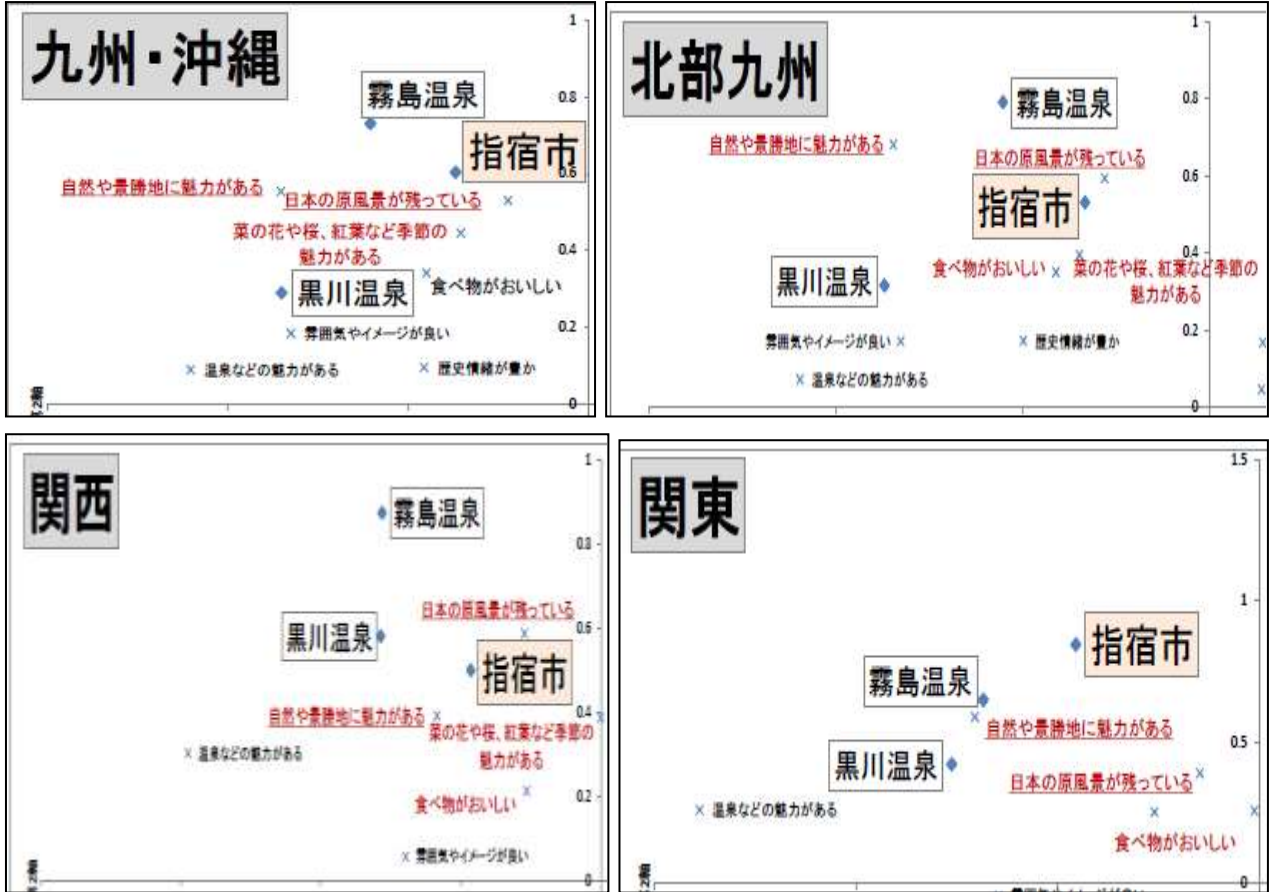 九州・沖縄
1
霧島温泉
0.8
指宿市
0.6
自然や景勝地に魅力がある
日本の原風景が残っている
菜の花や桜、紅葉など季節の
魅力がある
0.4
黒川温泉
食べ物がおいしい
雰囲気やイメージが良い
0.2
温泉などの魅力がある
歴史情緒が豊か
0
北部九州
1
霧島温泉
0.8
自然や景勝地に魅力がある
日本の原風景が残っている
0.6
指宿市
0.4
食べ物がおいしい
菜の花や桜、紅葉など季節の
魅力がある
黒川温泉
0.2
雰囲気やイメージが良い
歴史情緒が豊か
温泉などの魅力がある
0
関西
1
霧島温泉
0.8
日本の原風景が残っている
0.6
黒川温泉
指宿市
自然や景勝地に魅力がある
0.4
菜の花や桜、紅葉など季節の
魅力がある
温泉などの魅力がある
食べ物がおいしい
0.2
雰囲気やイメージが良い
0
関東
1.5
1
指宿市
霧島温泉
自然や景勝地に魅力がある
0.5
黒川温泉
日本の原風景が残っている
温泉などの魅力がある
食べ物がおいしい
0